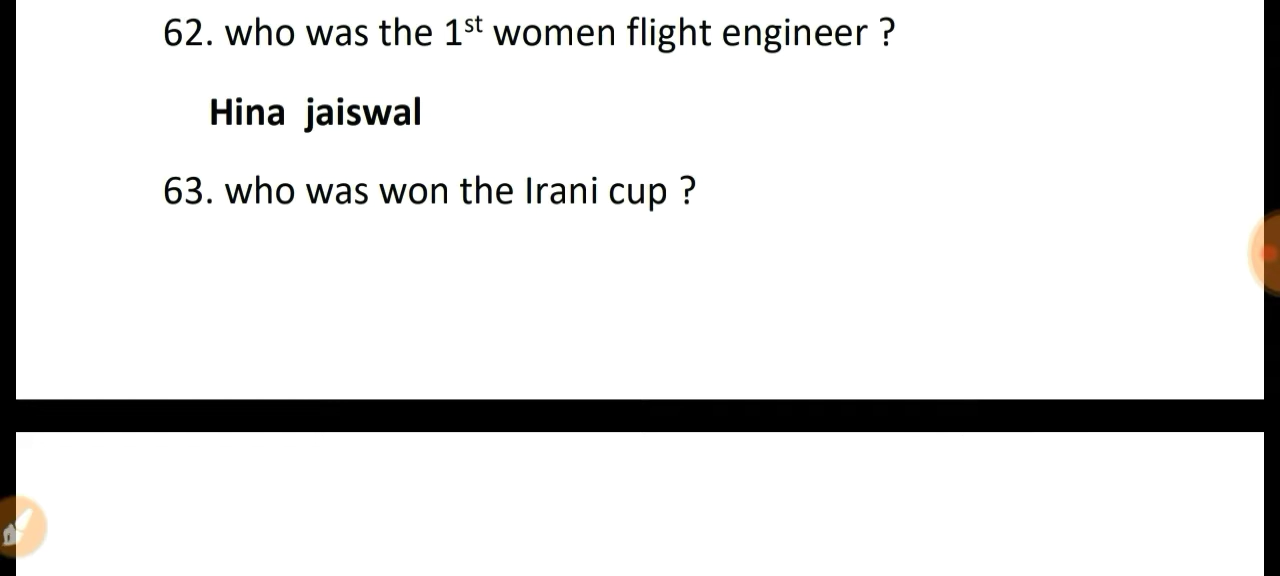 62. who was the 1st women flight engineer ?
Hina jaiswal
63. who was won the Irani cup ?